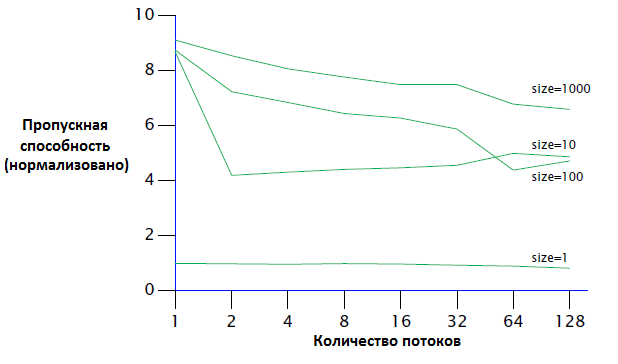 10
8
6
4
2
0
Пропускная
способность
(нормализовано)
size=1000
size=10
size=100
size=1
1 2 4 8 16 32 64 128
Количество потоков